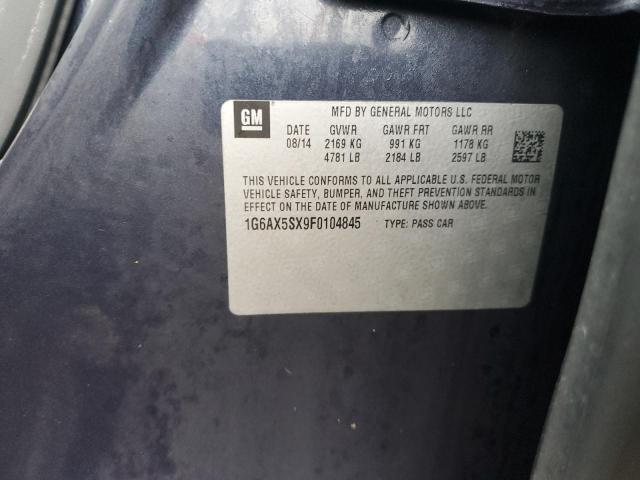 GM
MFD BY GENERAL MOTORS LLC
DATE GVWR GAWR FRT GAWR RR
08/14 2169 KG 991 KG 1178 KG
4781 LB 2184 LB 2597 LB
THIS VEHICLE CONFORMS TO ALL APPLICABLE U.S. FEDERAL MOTOR
VEHICLE SAFETY, BUMPER, AND THEFT PREVENTION STANDARDS IN
EFFECT ON THE DATE OF MANUFACTURE SHOWN ABOVE.
1G6AX5SX9F0104845 TYPE: PASS CAR